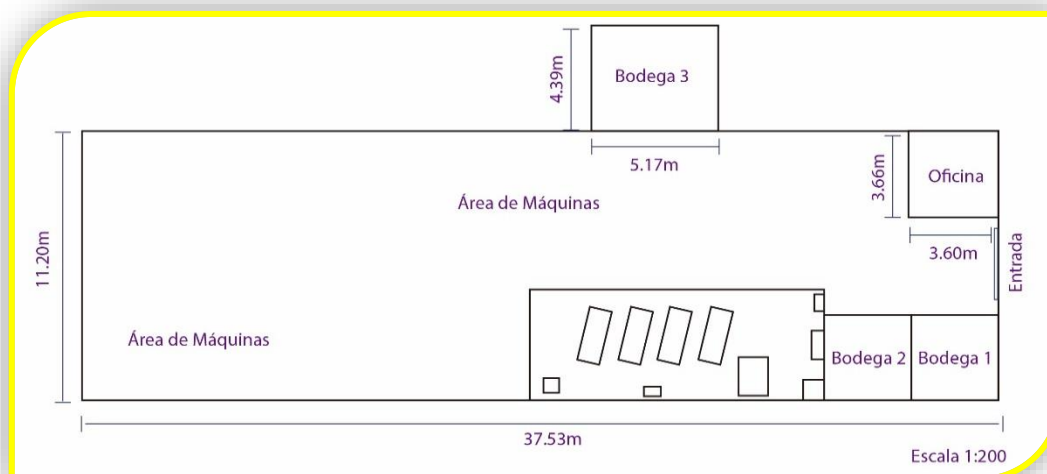 4.39m
Bodega 3
5.17m
3.66m
Oficina
Área de Máquinas
11.20m
3.60m
Entrada
Área de Máquinas
Bodega 2
Bodega 1
37.53m
Escala 1:200